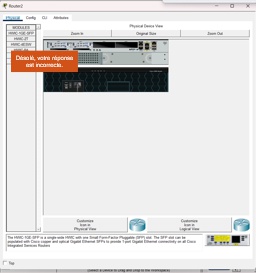 Router2
Physical Config CLI Attributes
MODULES
HWIC-1GE-SFP
HWIC-2T
HWIC-4ESW
Physical Device View
Zoom In Original Size Zoom Out
Désolé, votre réponse
est incorrecte.
Customize
Icon in
Physical View
Customize
Icon in
Logical View
The HWIC-1GE-SFP is a single-wide HWIC with one Small Form-Factor Pluggable (SFP) slot. The SFP slot can be
populated with Cisco copper and optical Gigabit Ethernet SFPs to provide 1-port Gigabit Ethernet connectivity on all Cisco
Integrated Services Routers
Top